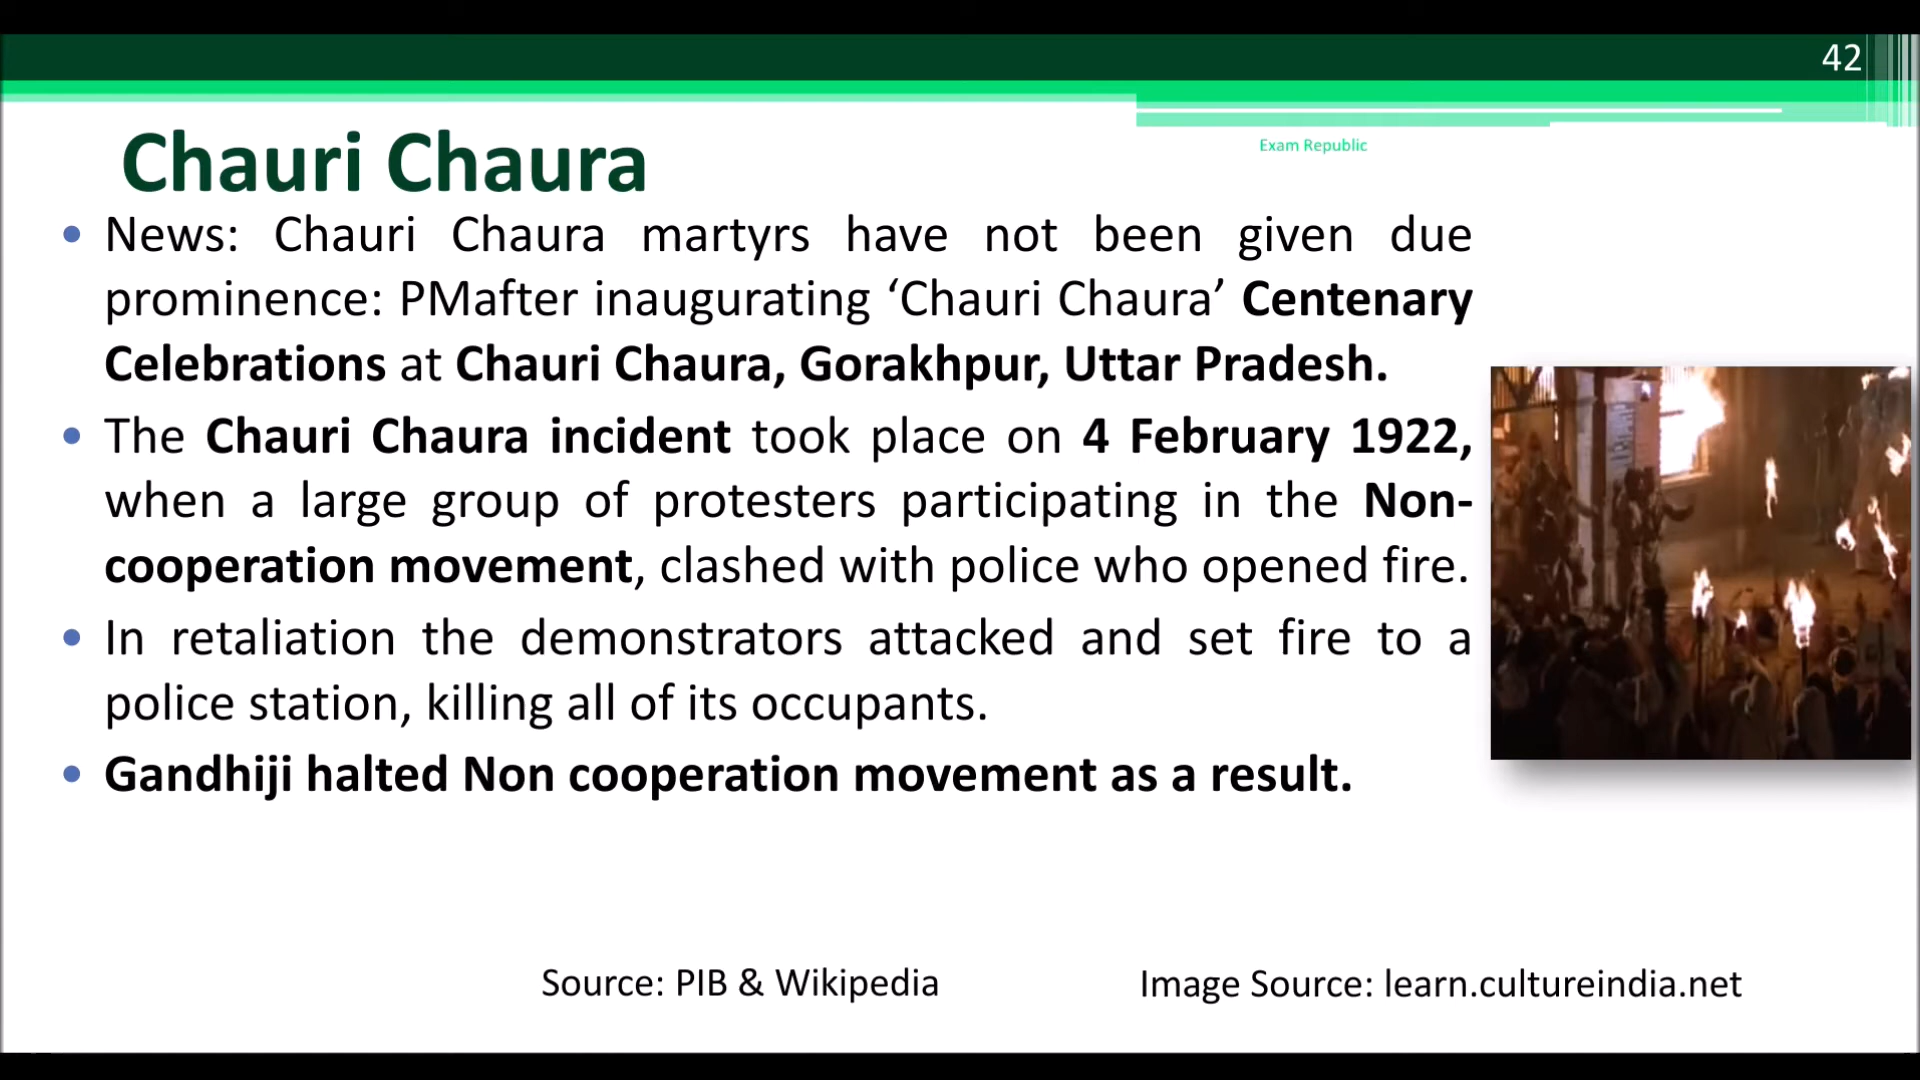 42
Exam Republic
Chauri Chaura
• News: Chauri Chaura martyrs have not been given due
prominence: PMafter inaugurating ‘Chauri Chaura’ Centenary
Celebrations at Chauri Chaura, Gorakhpur, Uttar Pradesh.
• The Chauri Chaura incident took place on 4 February 1922,
when a large group of protesters participating in the Non-
cooperation movement, clashed with police who opened fire.
• In retaliation the demonstrators attacked and set fire to a
police station, killing all of its occupants.
• Gandhiji halted Non cooperation movement as a result.
Source: PIB & Wikipedia
Image Source: learn.cultureindia.net